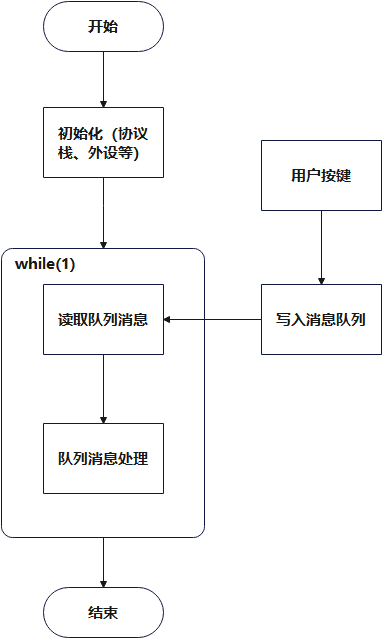 开始
初始化（协议
栈、外设等）
用户按键
while(1)
读取队列消息
写入消息队列
队列消息处理
结束